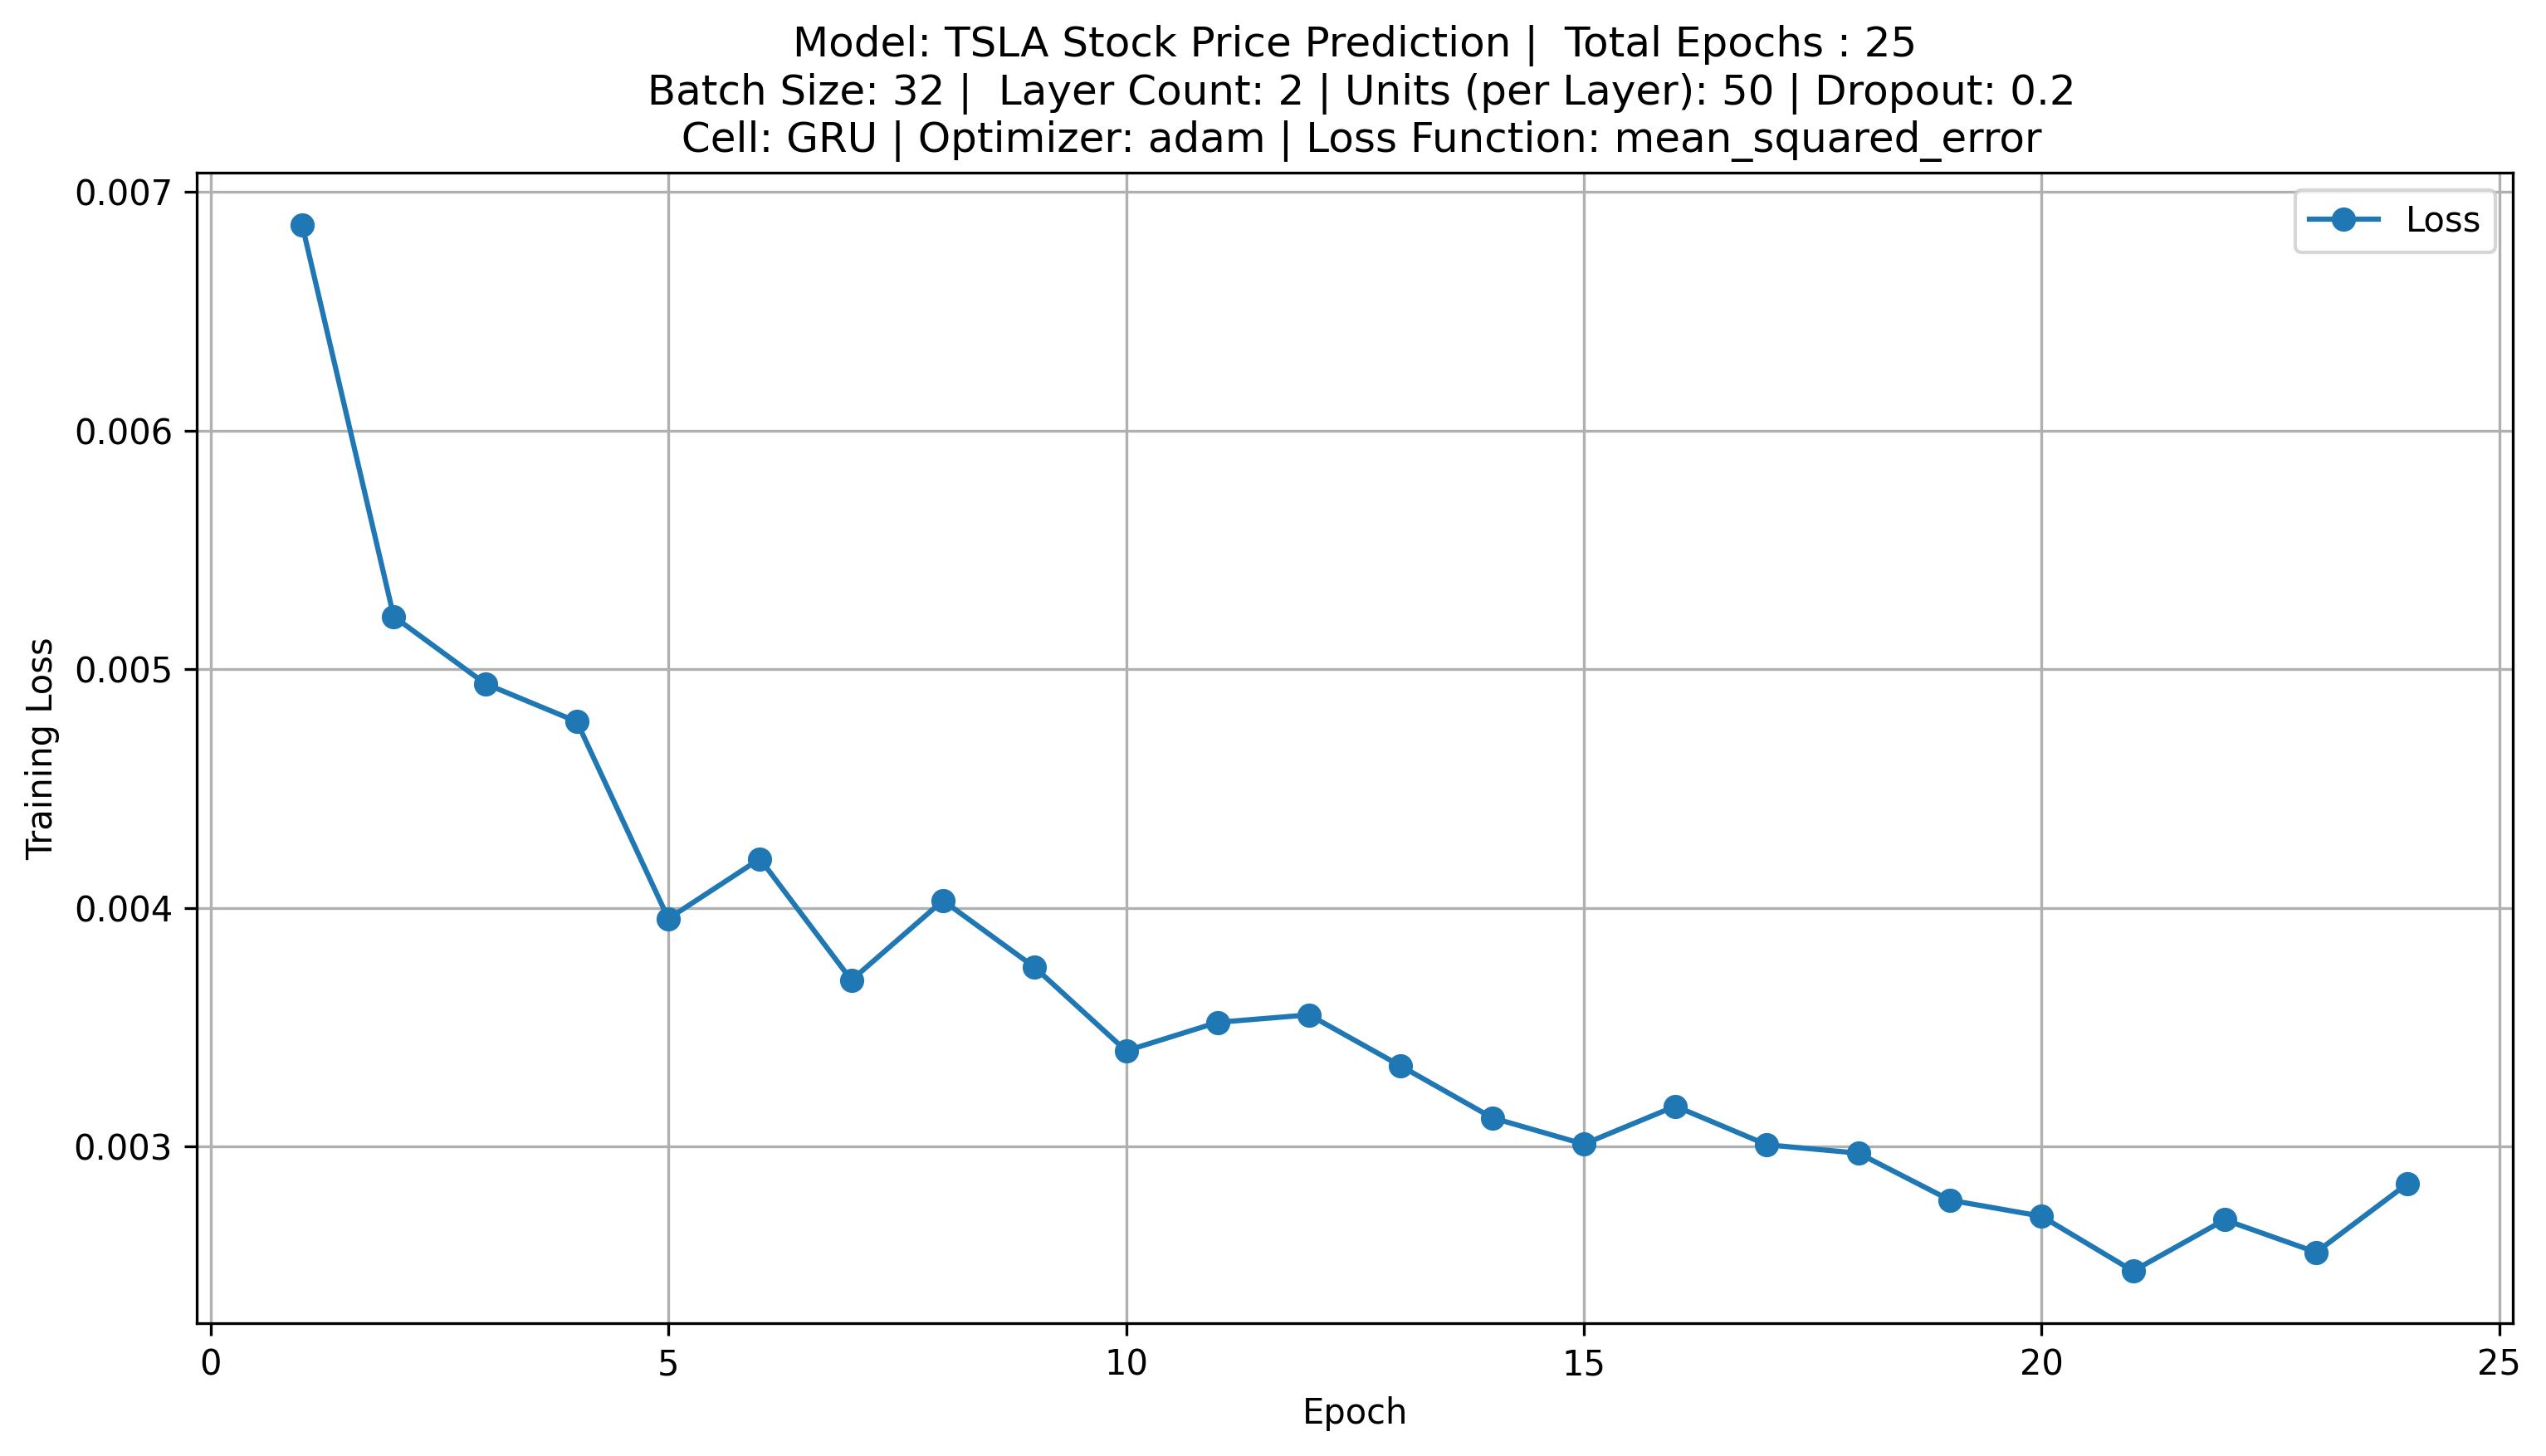 Model: TSLA Stock Price Prediction |  Total Epochs : 25
Batch Size: 32 |  Layer Count: 2 | Units (per Layer): 50 | Dropout: 0.2
Cell: GRU | Optimizer: adam | Loss Function: mean_squared_error
Loss
Training Loss
0.007
0.006
0.005
0.004
0.003
0 5 10 15 20 25
Epoch